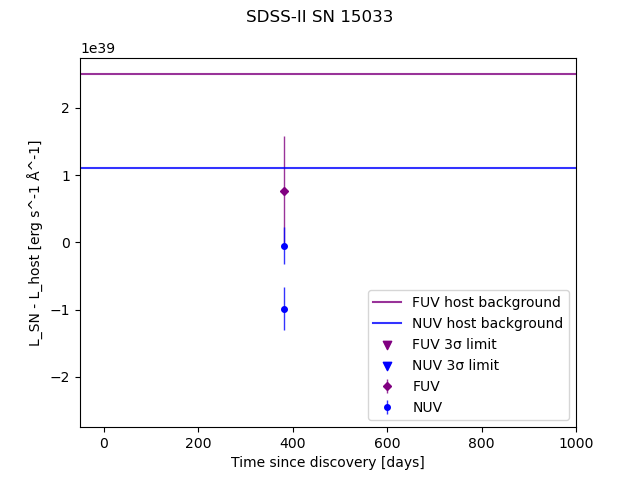 SDSS-II SN 15033
1e39
L_SN - L_host [erg s^-1 Å^-1]
2
1
0
−1
−2
0
200
400
600
800
1000
Time since discovery [days]
FUV host background
NUV host background
FUV 3σ limit
NUV 3σ limit
FUV
NUV